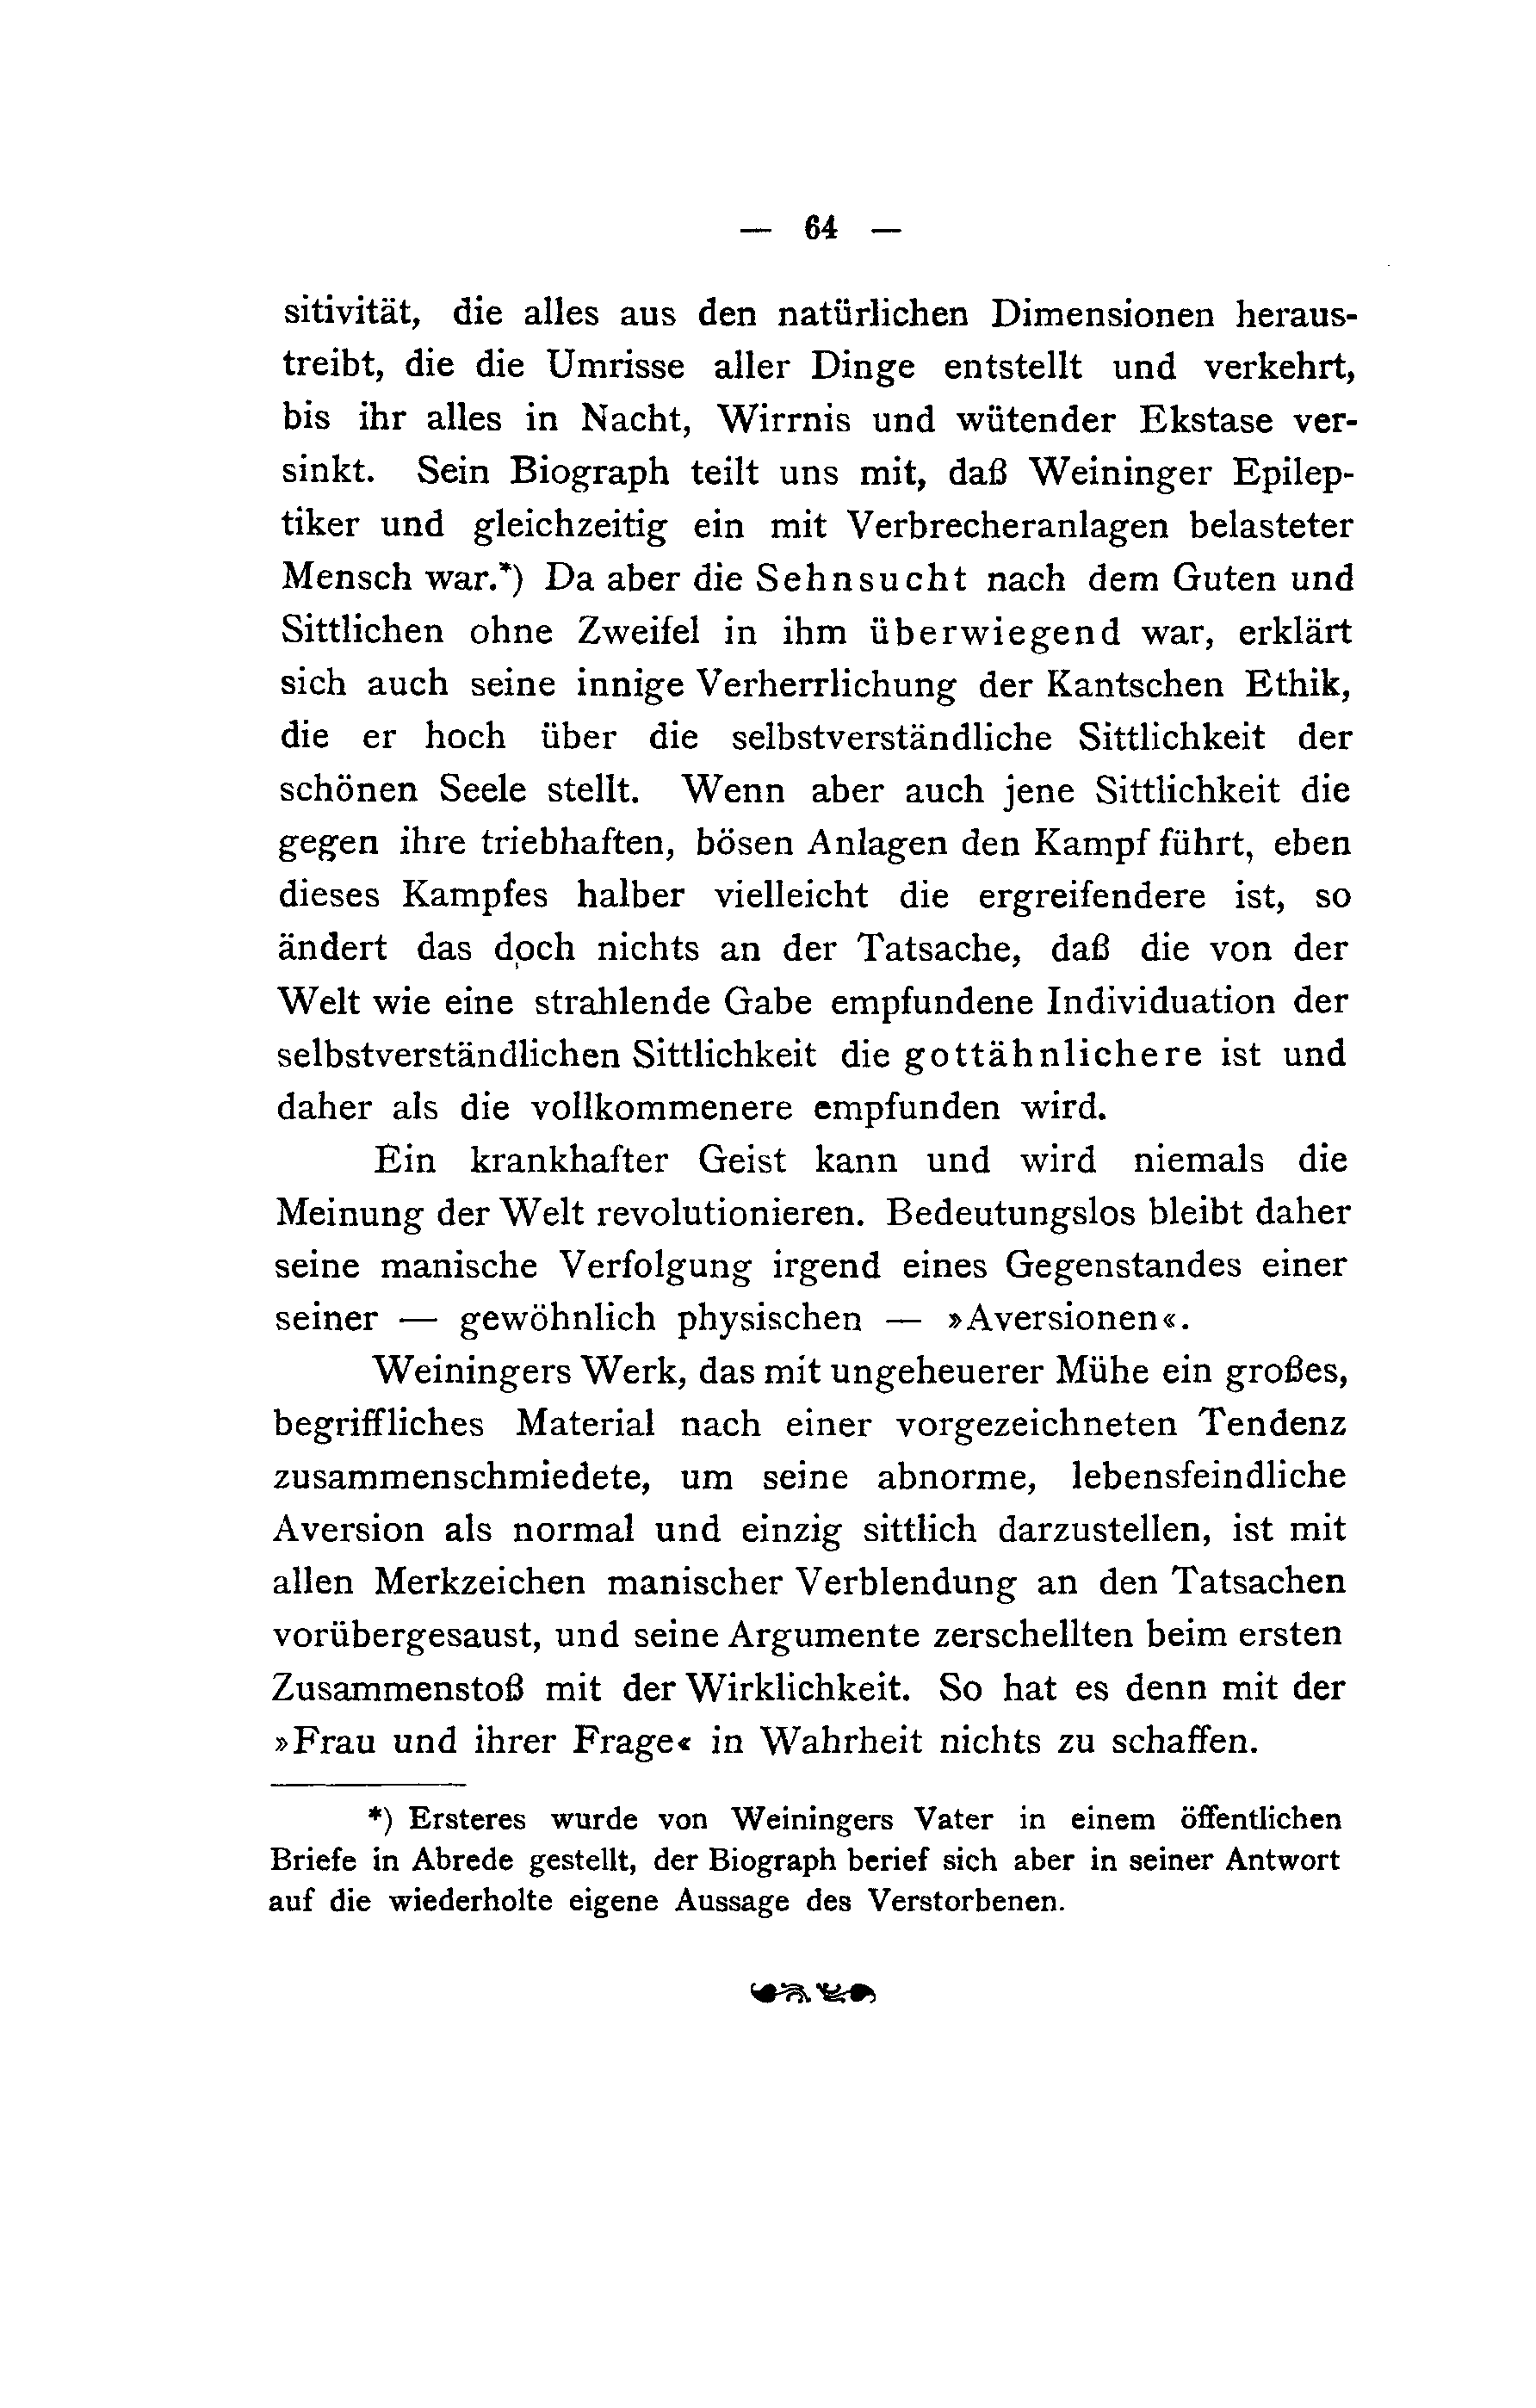 — 64 —
sitivität, die alles aus den natürlichen Dimensionen heraus-
treibt, die die Umrisse aller Dinge entstellt und verkehrt,
bis ihr alles in Nacht, Wirrnis und wütender Ekstase ver-
sinkt. Sein Biograph teilt uns mit, daß Weininger Epilep-
tiker und gleichzeitig ein mit Verbrecheranlagen belasteter
Mensch war.*) Da aber die Sehnsucht nach dem Guten und
Sittlichen ohne Zweifel in ihm überwiegend war, erklärt
sich auch seine innige Verherrlichung der Kantschen Ethik,
die er hoch über die selbstverständliche Sittlichkeit der
schönen Seele stellt. Wenn aber auch jene Sittlichkeit die
gegen ihre triebhaften, bösen Anlagen den Kampf führt, eben
dieses Kampfes halber vielleicht die ergreifendere ist, so
ändert das doch nichts an der Tatsache, daß die von der
Welt wie eine strahlende Gabe empfundene Individuation der
selbstverständlichen Sittlichkeit die gottähnlichere ist und
daher als die vollkommenere empfunden wird.
Ein krankhafter Geist kann und wird niemals die
Meinung der Welt revolutionieren. Bedeutungslos bleibt daher
seine manische Verfolgung irgend eines Gegenstandes einer
seiner — gewöhnlich physischen — »Aversionen«.
Weiningers Werk, das mit ungeheuerer Mühe ein großes,
begriffliches Material nach einer vorgezeichneten Tendenz
zusammenschmiedete, um seine abnorme, lebensfeindliche
Aversion als normal und einzig sittlich darzustellen, ist mit
allen Merkzeichen manischer Verblendung an den Tatsachen
vorübergesaust, und seine Argumente zerschellten beim ersten
Zusammenstoß mit der Wirklichkeit. So hat es denn mit der
»Frau und ihrer Frage« in Wahrheit nichts zu schaffen.
*) Ersteres wurde von Weiningers Vater in einem öffentlichen
Briefe in Abrede gestellt, der Biograph berief sich aber in seiner Antwort
auf die wiederholte eigene Aussage des Verstorbenen.